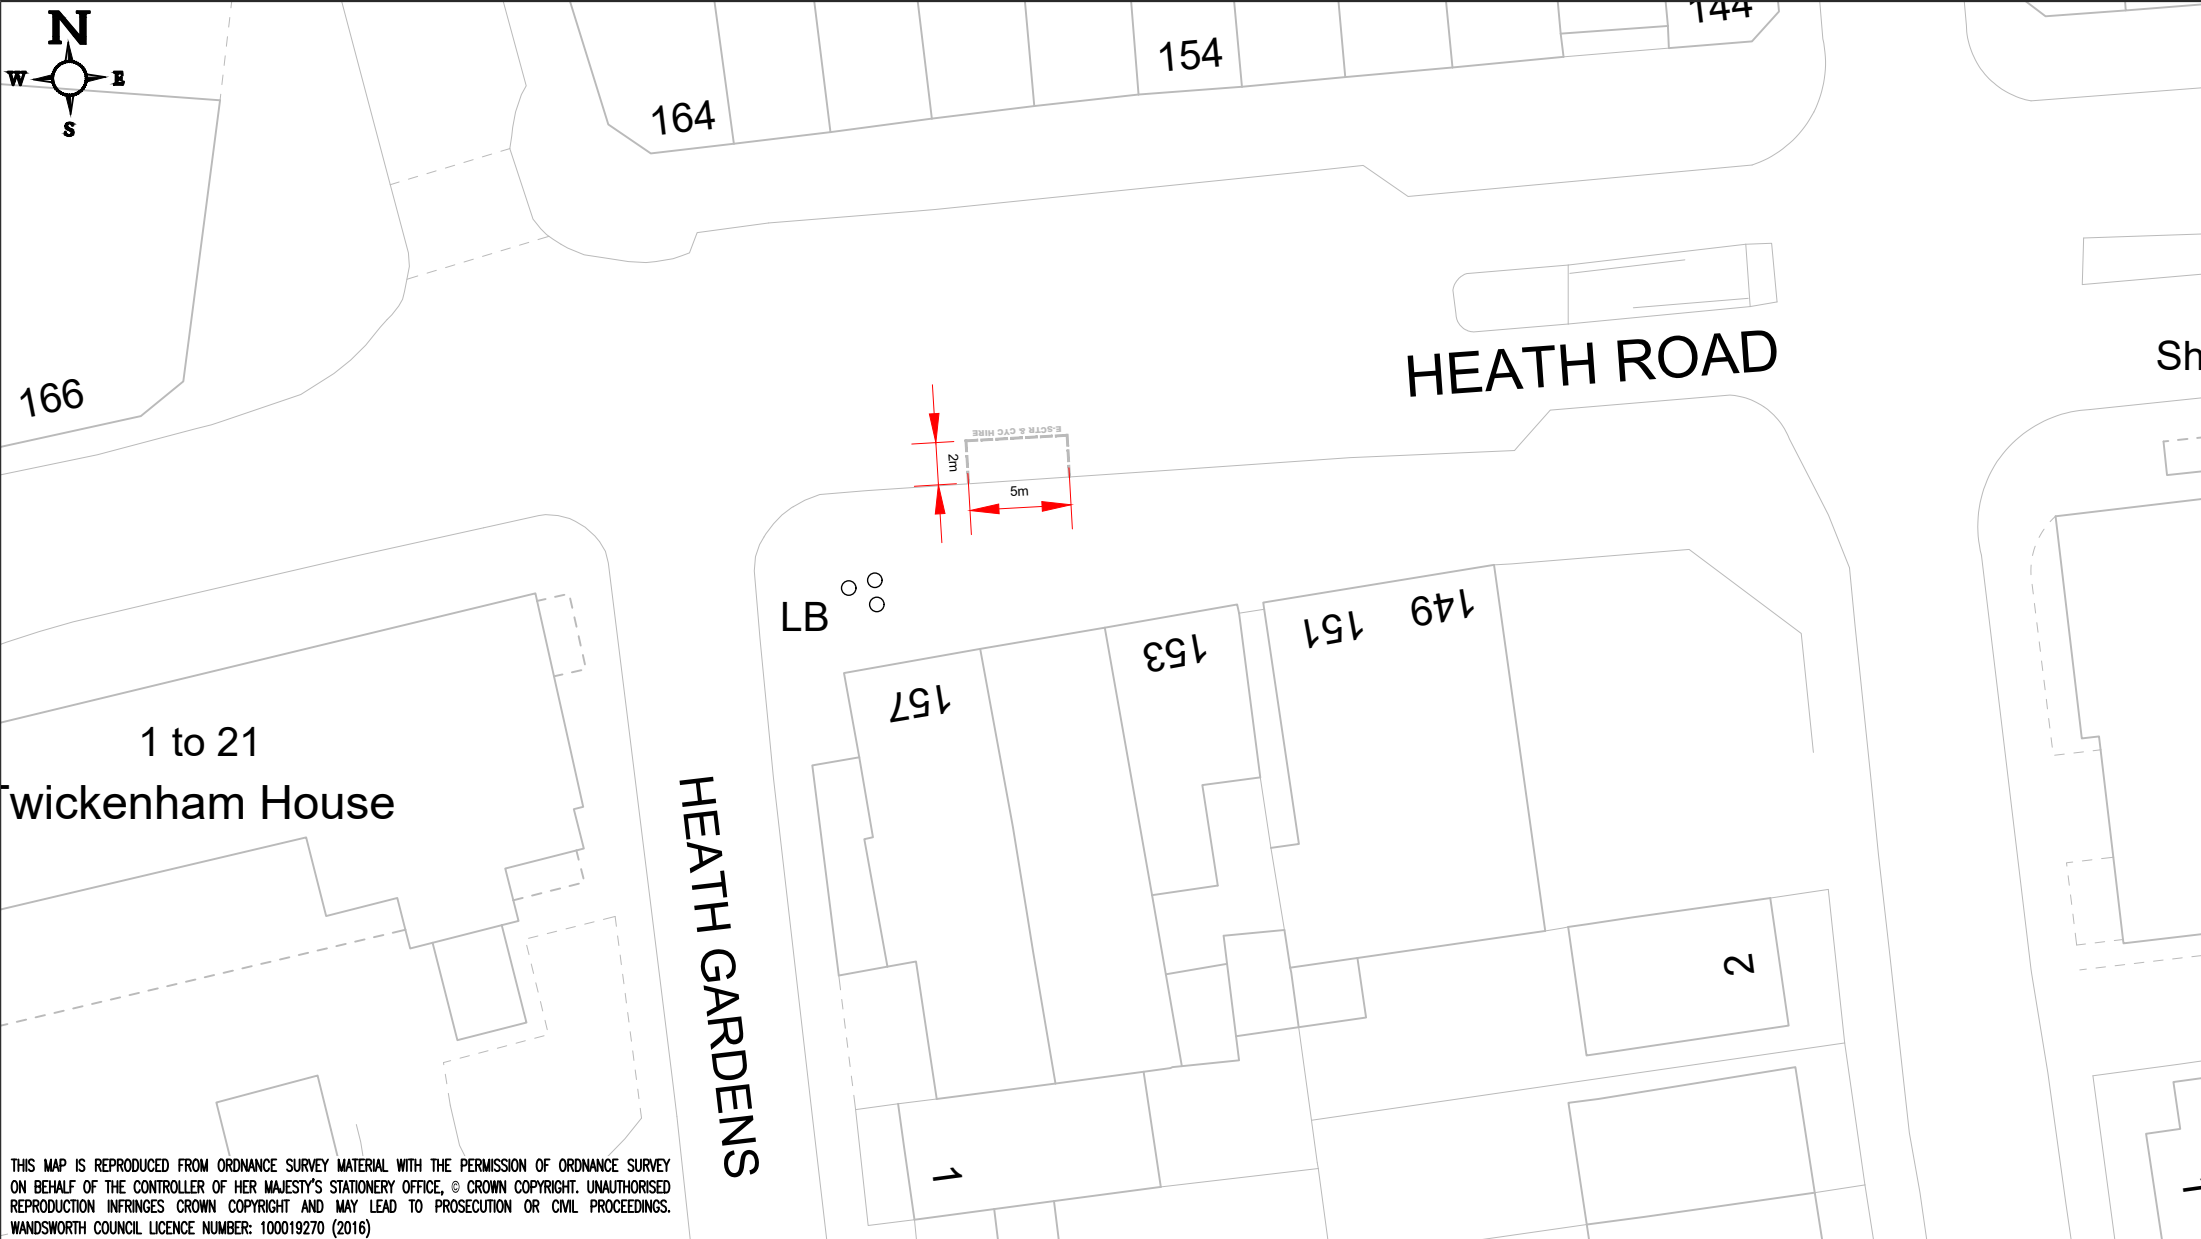 N
W E
S
144
154
164
166
HEATH ROAD
Sh
E-SCTR & CYC HIRE
2m
5m
LB
149
151
153
157
1 to 21
Twickenham House
HEATH GARDENS
2
1
THIS MAP IS REPRODUCED FROM ORDNANCE SURVEY MATERIAL WITH THE PERMISSION OF ORDNANCE SURVEY
ON BEHALF OF THE CONTROLLER OF HER MAJESTY'S STATIONERY OFFICE, © CROWN COPYRIGHT. UNAUTHORISED
REPRODUCTION INFRINGES CROWN COPYRIGHT AND MAY LEAD TO PROSECUTION OR CIVIL PROCEEDINGS.
WANDSWORTH COUNCIL LICENCE NUMBER: 100019270 (2016)